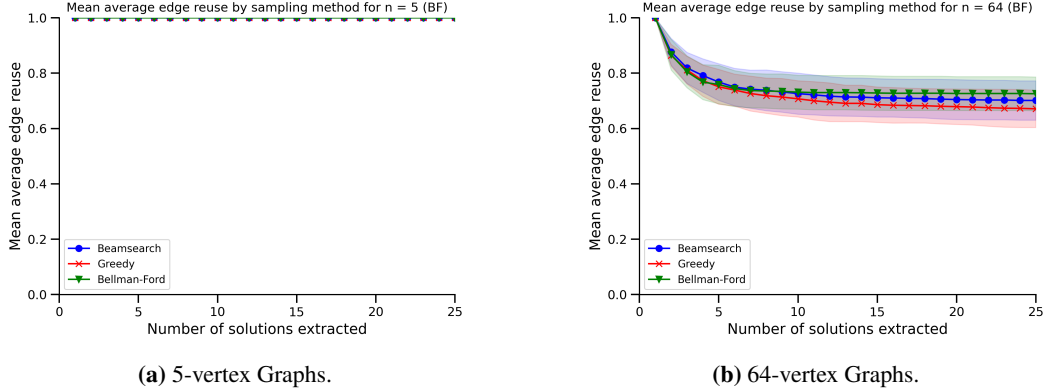 Mean average edge reuse by sampling method for n = 5 (BF)
1.0
0.8
0.6
0.4
0.2
0.0
Mean average edge reuse
Beamsearch
Greedy
Bellman-Ford
0 5 10 15 20 25
Number of solutions extracted
(a) 5-vertex Graphs.
Mean average edge reuse by sampling method for n = 64 (BF)
1.0
0.8
0.6
0.4
0.2
0.0
Mean average edge reuse
Beamsearch
Greedy
Bellman-Ford
0 5 10 15 20 25
Number of solutions extracted
(b) 64-vertex Graphs.